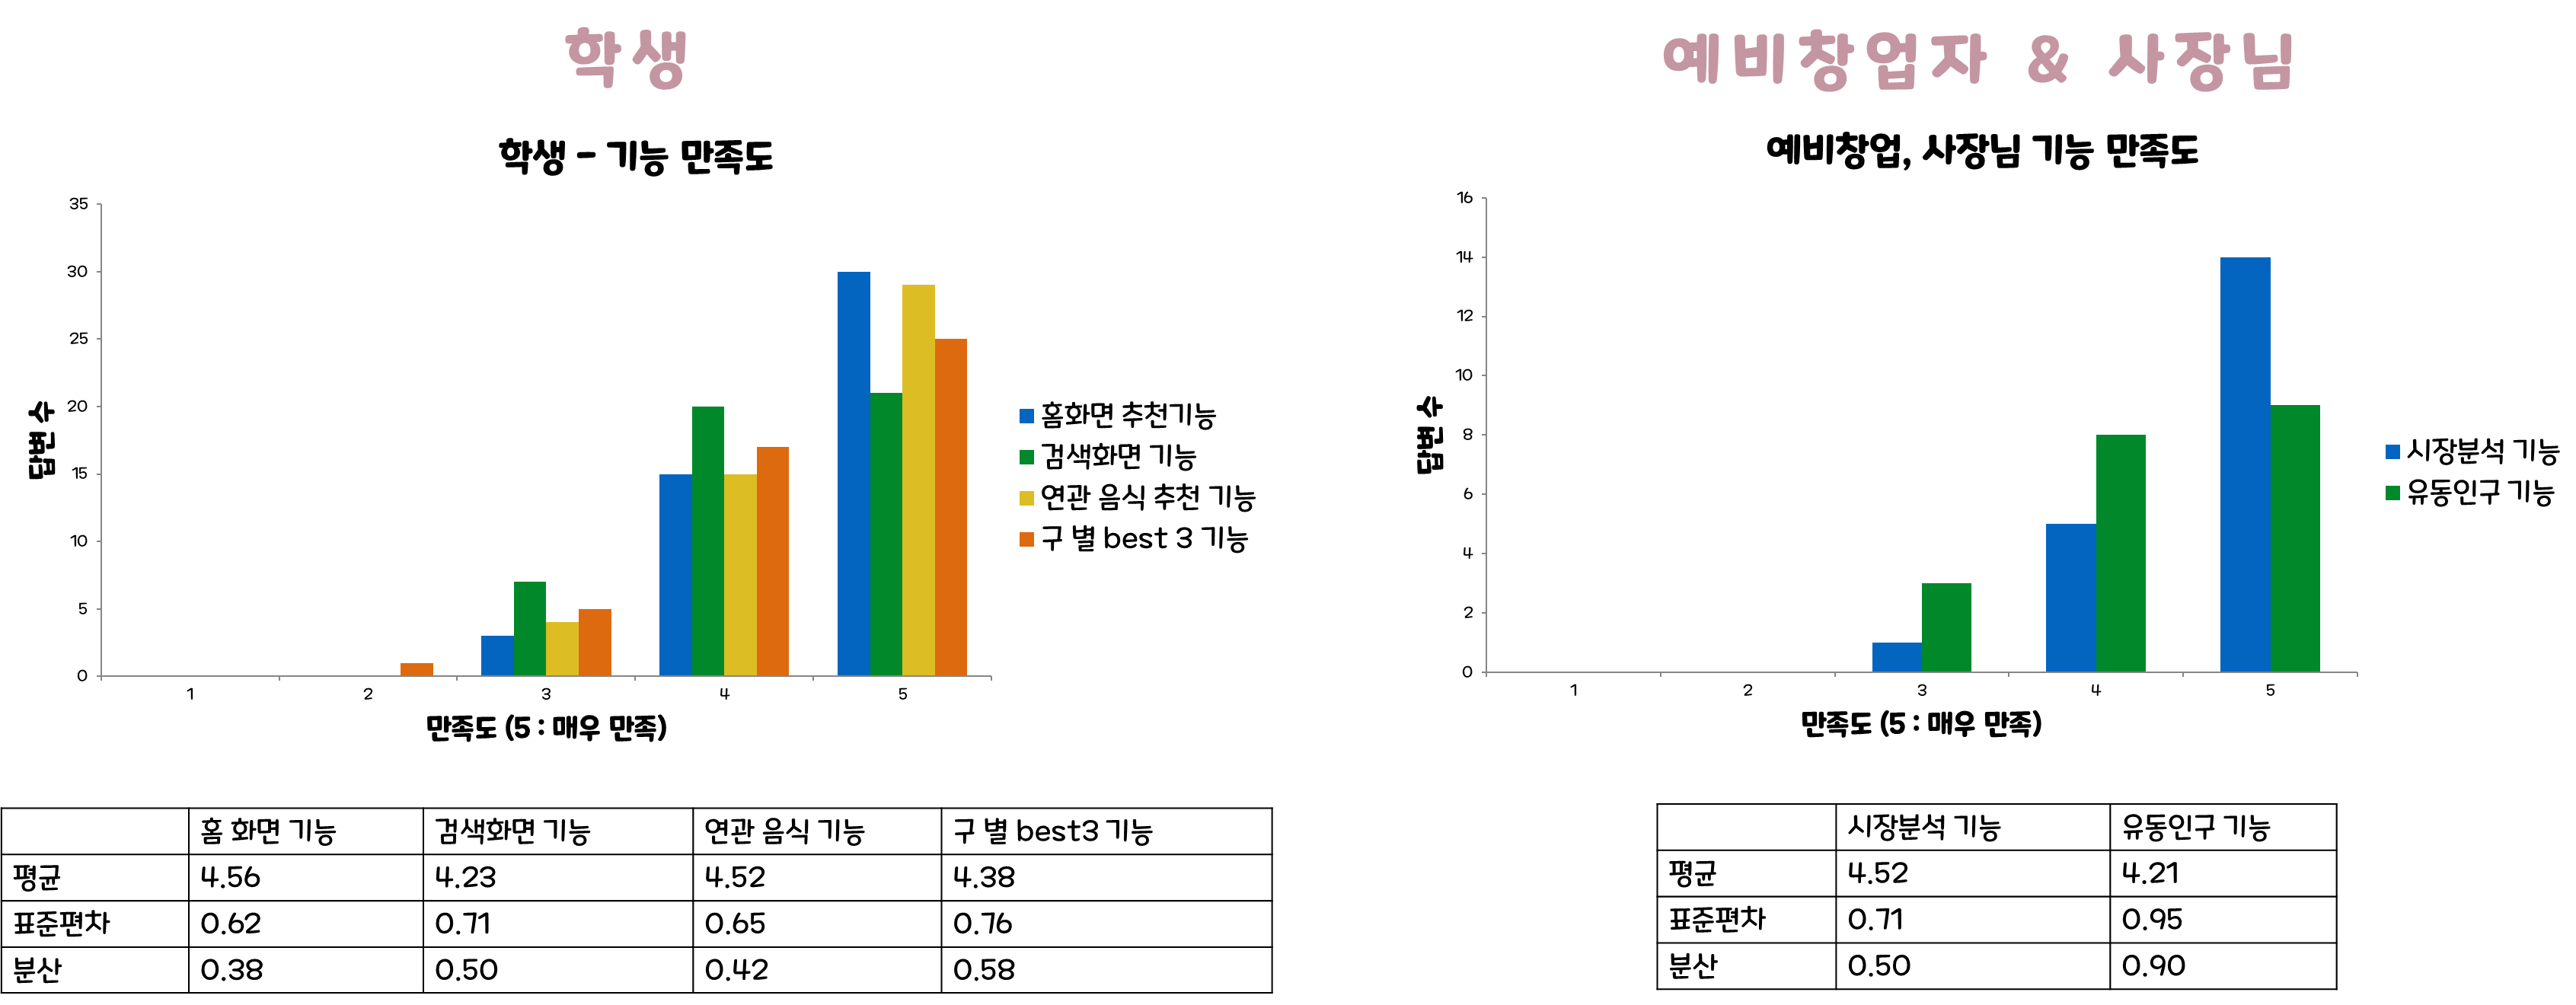 학생
학생 - 기능 만족도
35
30
25
20
15
10
5
0
답변 수
1 2 3 4 5
만족도 (5 : 매우 만족)
홈화면 추천기능
검색화면 기능
연관 음식 추천 기능
구 별 best 3 기능
홈 화면 기능 검색화면 기능 연관 음식 기능 구 별 best3 기능
평균 4.56 4.23 4.52 4.38
표준편차 0.62 0.71 0.65 0.76
분산 0.38 0.50 0.42 0.58
예비창업자 & 사장님
예비창업, 사장님 기능 만족도
16
14
12
10
8
6
4
2
0
답변 수
1 2 3 4 5
만족도 (5 : 매우 만족)
시장분석 기능
유동인구 기능
시장분석 기능 유동인구 기능
평균 4.52 4.21
표준편차 0.71 0.95
분산 0.50 0.90